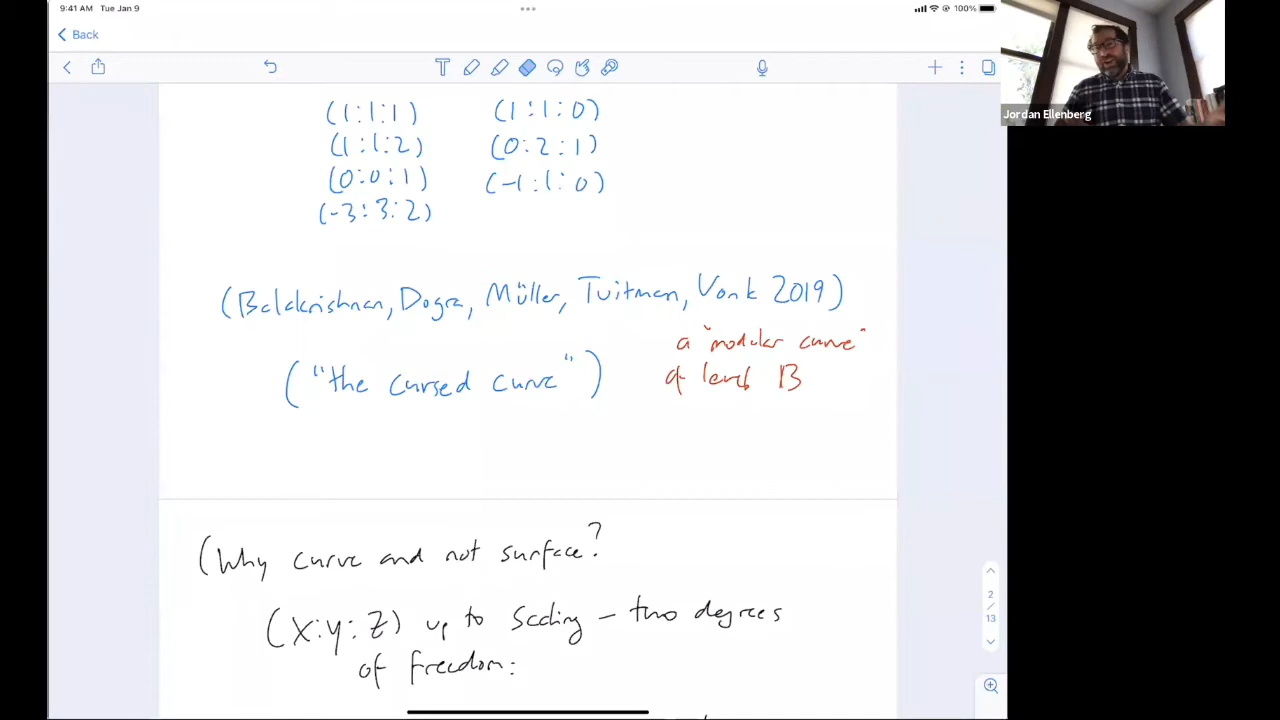 9:41 AM Tue Jan 9
100%
Back
Jordan Ellenberg
(1:1:1) (1:1:0)
(1:1:2) (0:2:1)
(0:0:1) (-1:1:0)
(-3:3:2)
(Balakrishnan, Dogra, Müller, Tuitman, Vonk 2019)
a "modular curve"
("the cursed curve") of level 13
(Why curve and not surface?
(X:Y:Z) up to scaling – two degrees
of freedom:
2
/
13